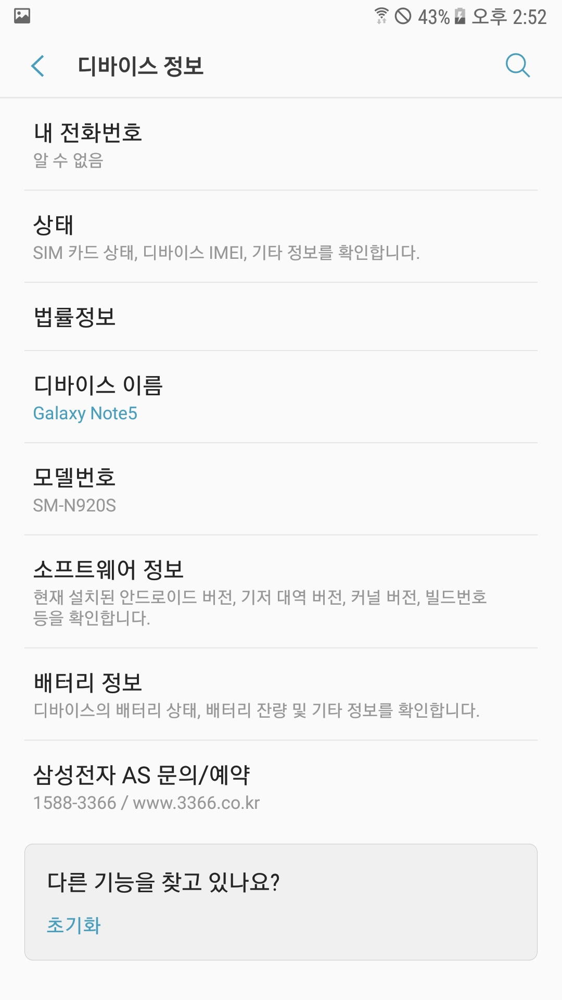 43% 오후 2:52
디바이스 정보
내 전화번호
알 수 없음
상태
SIM 카드 상태, 디바이스 IMEI, 기타 정보를 확인합니다.
법률정보
디바이스 이름
Galaxy Note5
모델번호
SM-N920S
소프트웨어 정보
현재 설치된 안드로이드 버전, 기저 대역 버전, 커널 버전, 빌드번호
등을 확인합니다.
배터리 정보
디바이스의 배터리 상태, 배터리 잔량 및 기타 정보를 확인합니다.
삼성전자 AS 문의/예약
1588-3366 / www.3366.co.kr
다른 기능을 찾고 있나요?
초기화